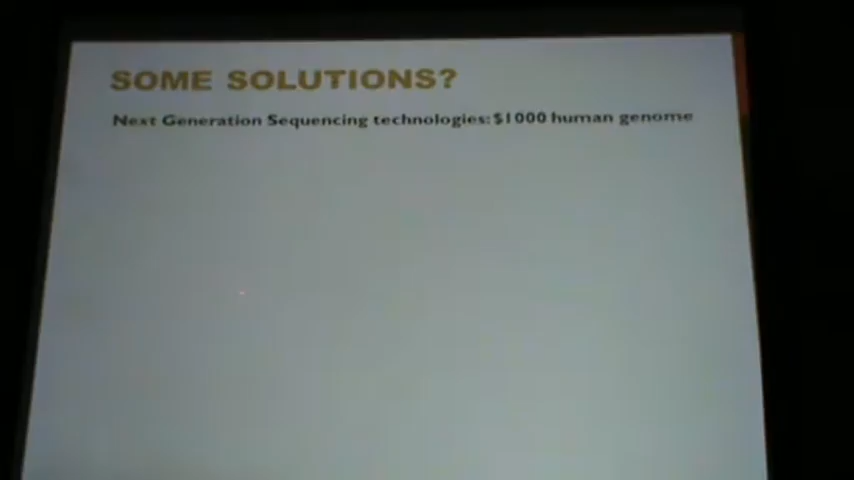 SOME SOLUTIONS?
Next Generation Sequencing technologies: $1000 human genome